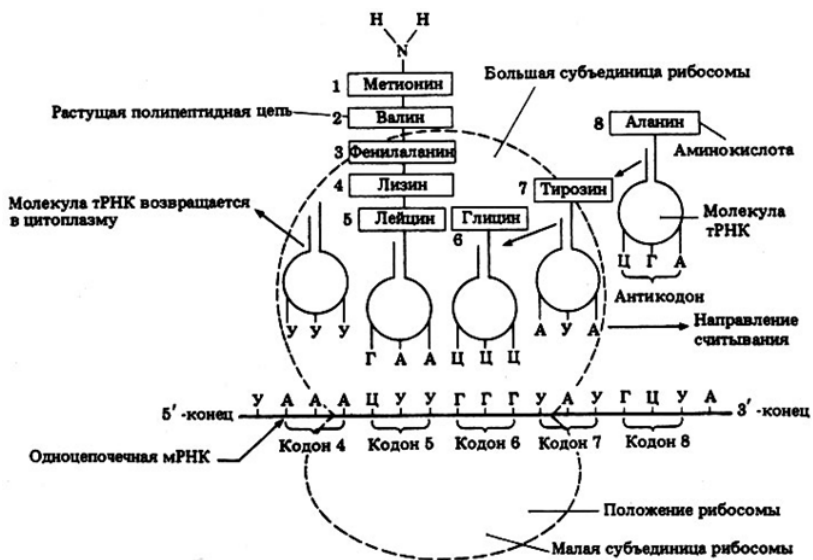 H H
N
1 Метионин
Большая субъединица рибосомы
Растущая полипептидная цепь
2 Валин
8 Аланин
3 Фенилаланин
Аминокислота
4 Лизин
7 Тирозин
Молекула тРНК возвращается
в цитоплазму
5 Лейцин
Глицин
6
Молекула
тРНК
Ц Г А
Антикодон
У У У
Г А А
Ц Ц Ц
А У А
Направление
считывания
У А А А Ц У У Г Г Г У А У Г Ц У А
5′-конец
3′-конец
Кодон 4 Кодон 5 Кодон 6 Кодон 7 Кодон 8
Одноцепочечная мРНК
Положение рибосомы
Малая субъединица рибосомы